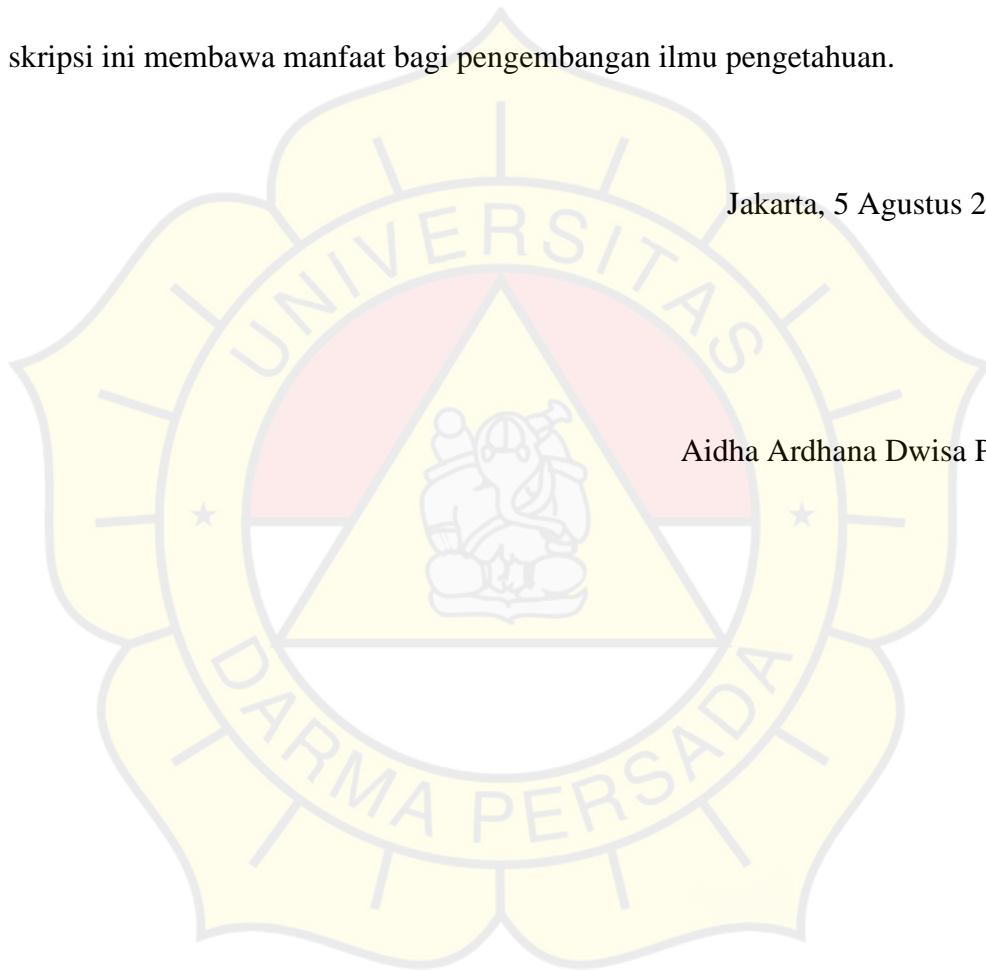 skripsi ini membawa manfaat bagi pengembangan ilmu pengetahuan.
Jakarta, 5 Agustus 2
Aidha Ardhana Dwisa P
UNIVERSITAS
DARMA PERSADA